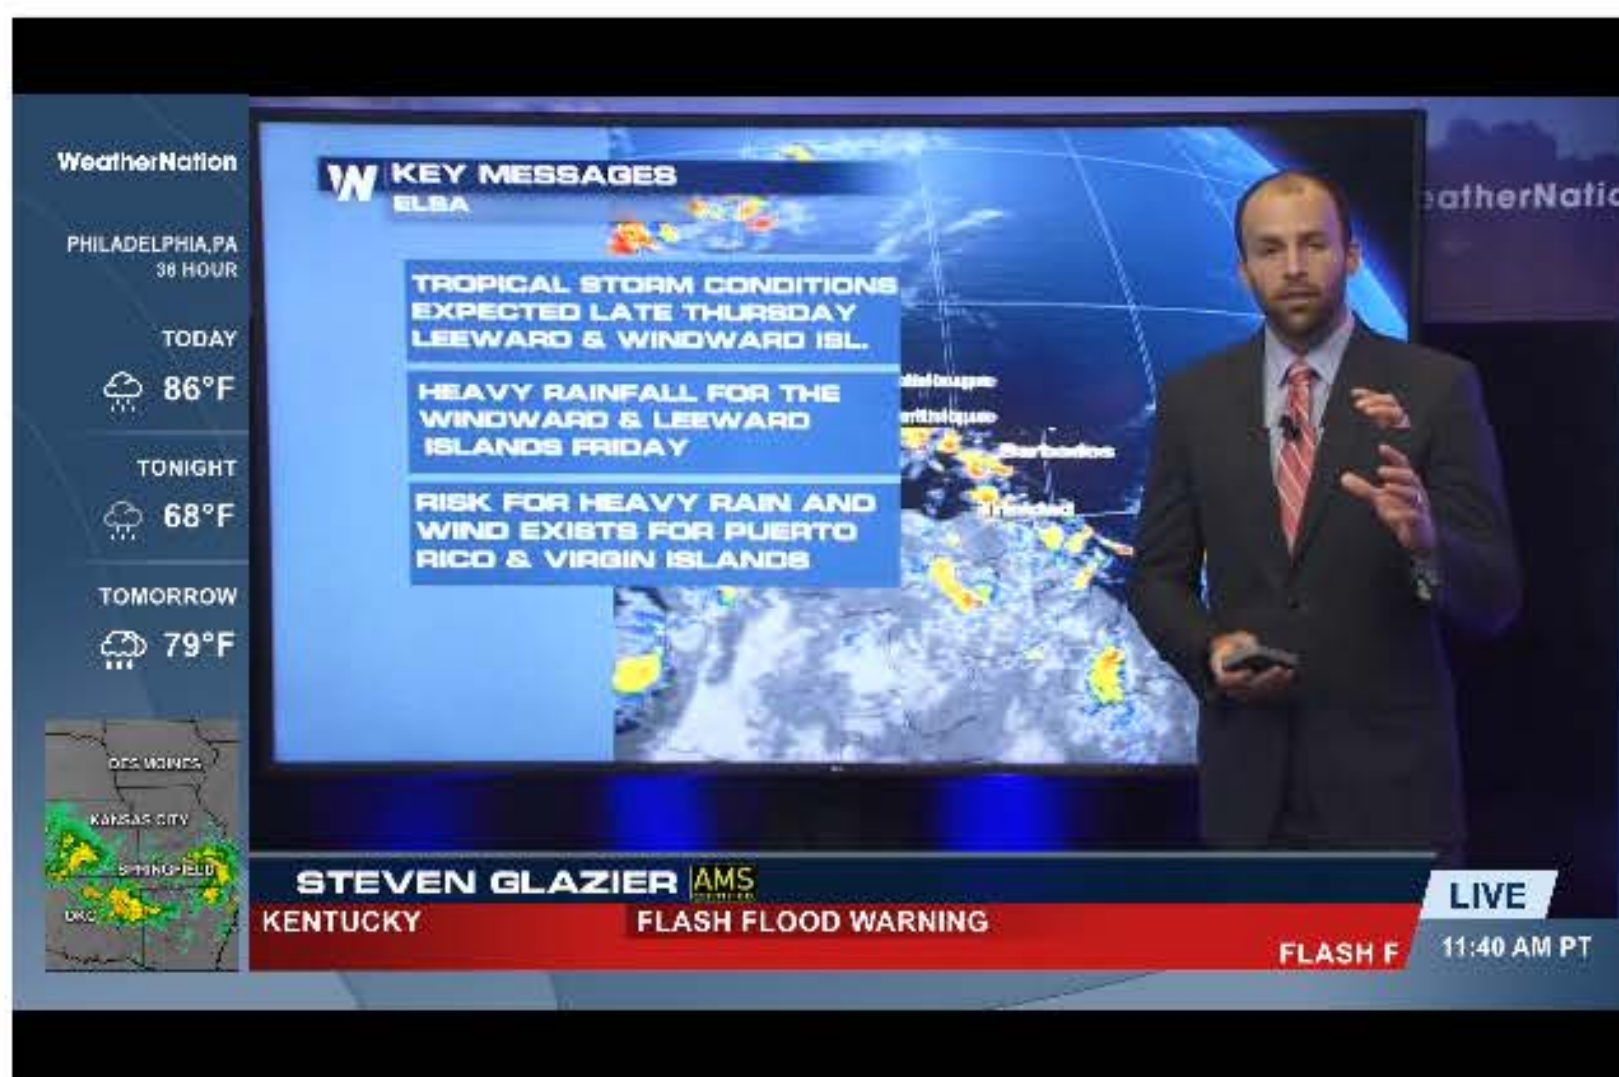 WeatherNation
PHILADELPHIA,PA
36 HOUR
TODAY
86°F
TONIGHT
68°F
TOMORROW
79°F
DES MOINES
KANSAS CITY
SPRINGFIELD
OKC
W KEY MESSAGES
ELSA
TROPICAL STORM CONDITIONS
EXPECTED LATE THURSDAY
LEEWARD & WINDWARD ISL.
HEAVY RAINFALL FOR THE
WINDWARD & LEEWARD
ISLANDS FRIDAY
RISK FOR HEAVY RAIN AND
WIND EXISTS FOR PUERTO
RICO & VIRGIN ISLANDS
Barbados
Trinidad
eatherNatio
STEVEN GLAZIER AMS
KENTUCKY FLASH FLOOD WARNING
FLASH F
LIVE
11:40 AM PT